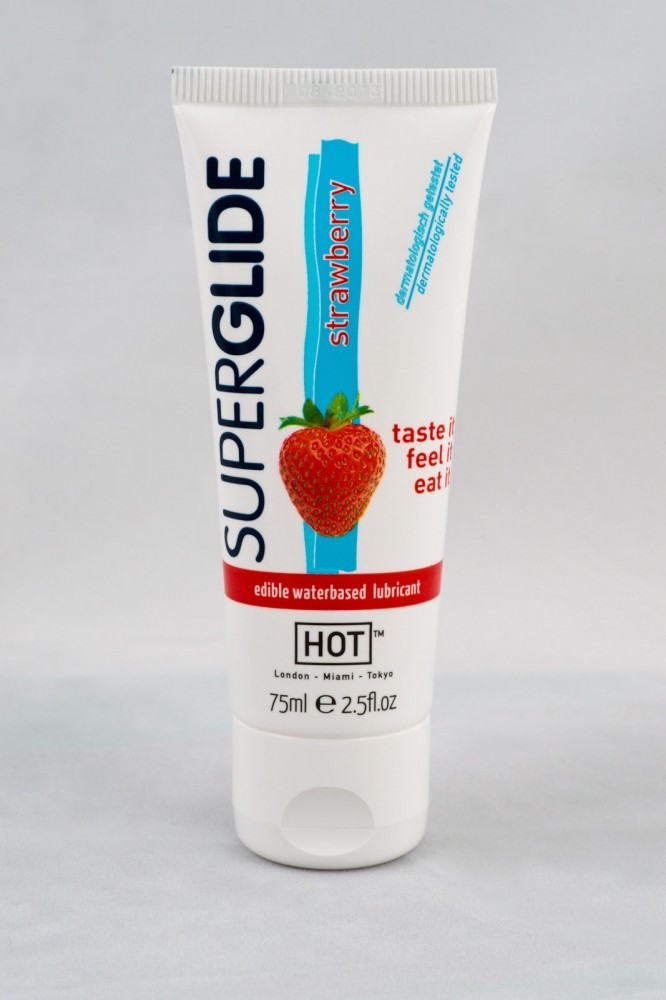 SUPERGLIDE
strawberry
dermatologisch getestet
dermatologically tested
taste it
feel it
eat it
edible waterbased lubricant
HOT™
London - Miami - Tokyo
75ml ℮ 2.5fl.oz